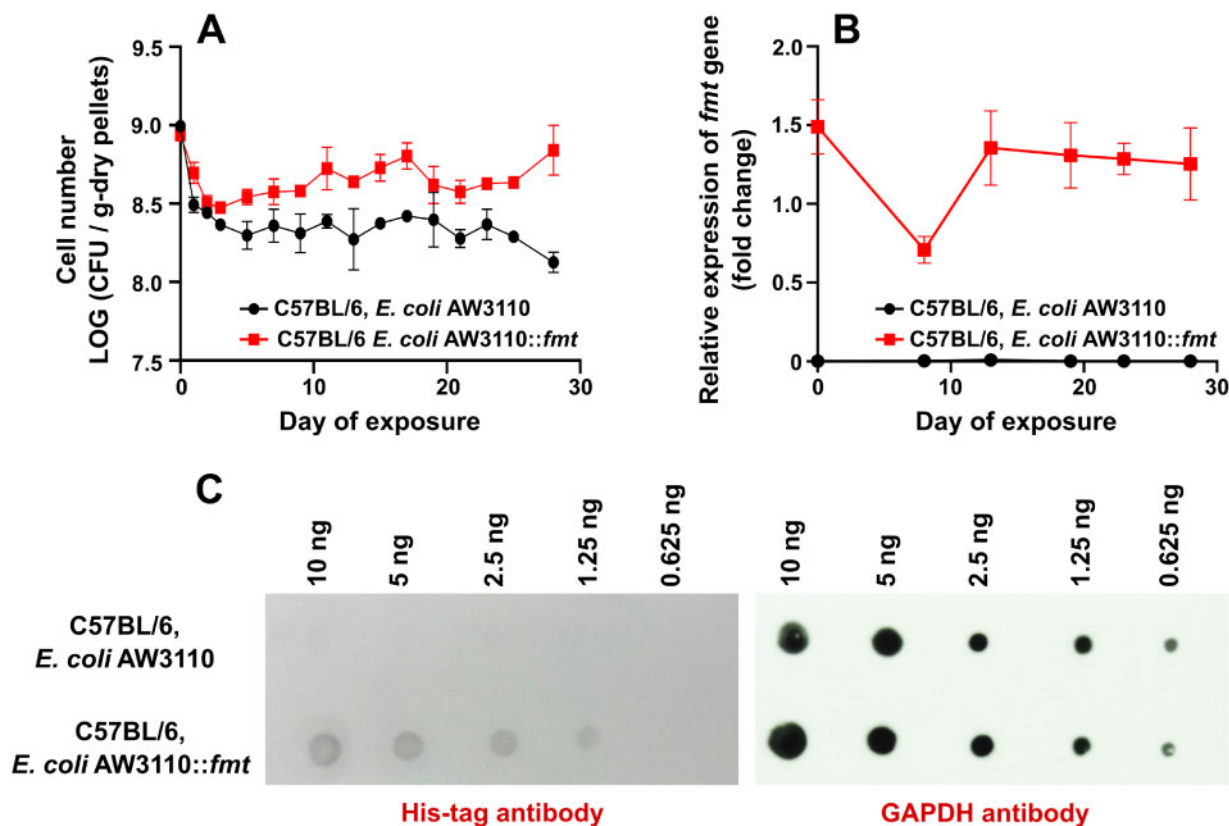 A
9.5
9.0
8.5
8.0
7.5
Cell number
LOG (CFU / g-dry pellets)
C57BL/6, E. coli AW3110
C57BL/6 E. coli AW3110::fmt
0
10
20
30
Day of exposure
B
2.0
1.5
1.0
0.5
0
Relative expression of fmt gene
(fold change)
C57BL/6, E. coli AW3110
C57BL/6, E. coli AW3110::fmt
0
10
20
30
Day of exposure
C
10 ng
5 ng
2.5 ng
1.25 ng
0.625 ng
10 ng
5 ng
2.5 ng
1.25 ng
0.625 ng
C57BL/6,
E. coli AW3110
C57BL/6,
E. coli AW3110::fmt
His-tag antibody
GAPDH antibody